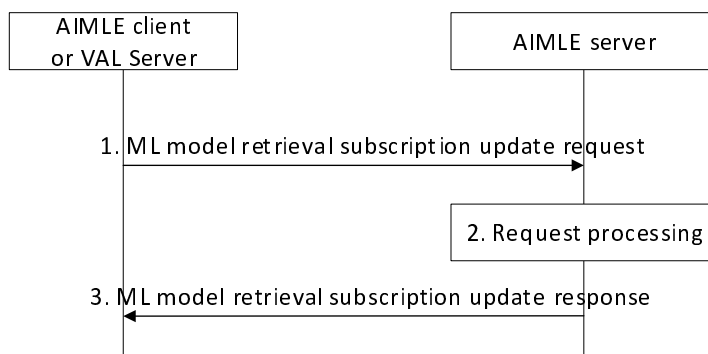 AIMLE client
or VAL Server
AIMLE server
1. ML model retrieval subscription update request
2. Request processing
3. ML model retrieval subscription update response